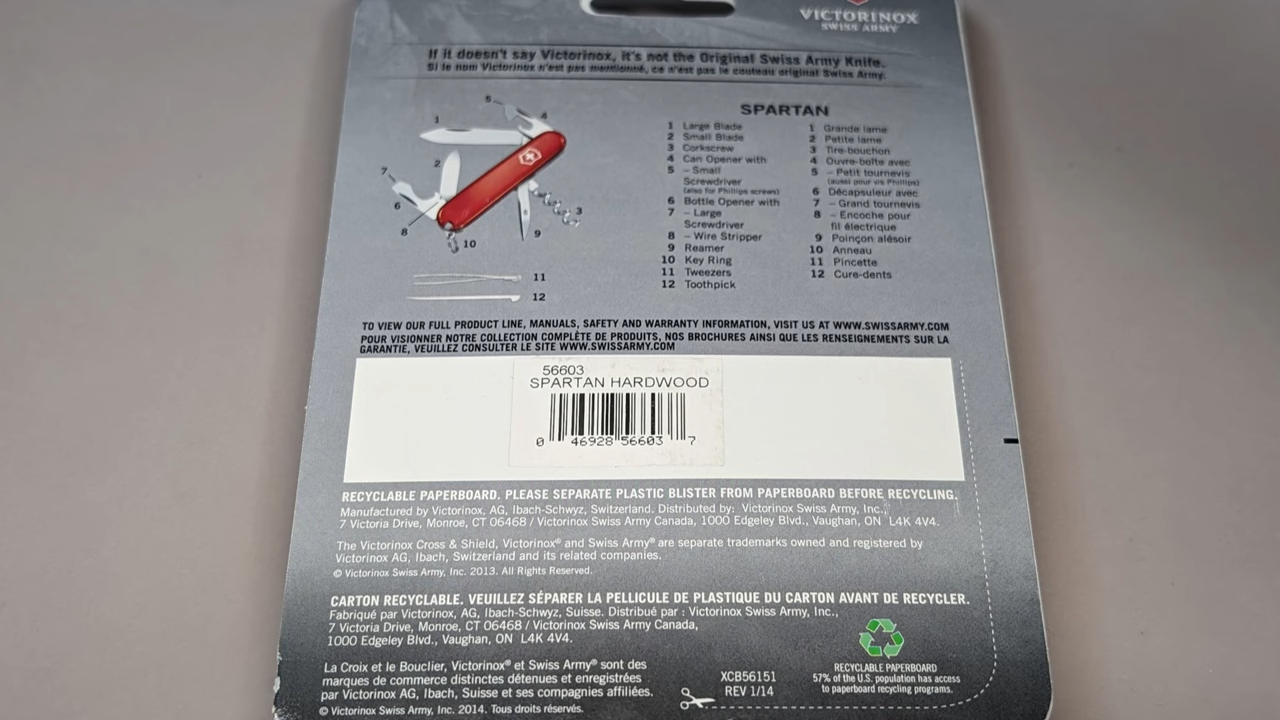 VICTORINOX
SWISS ARMY
If it doesn't say Victorinox, it's not the Original Swiss Army Knife.
Si le nom Victorinox n'est pas mentionné, ce n'est pas le couteau original Swiss Army.
SPARTAN
1 Large Blade
2 Small Blade
3 Corkscrew
4 Can Opener with
5 – Small
Screwdriver
(also for Phillips screws)
6 Bottle Opener with
7 – Large
Screwdriver
8 – Wire Stripper
9 Reamer
10 Key Ring
11 Tweezers
12 Toothpick
1 Grande lame
2 Petite lame
3 Tire-bouchon
4 Ouvre-boîte avec
5 – Petit tournevis
(aussi pour vis Phillips)
6 Décapsuleur avec
7 – Grand tournevis
8 – Encoche pour
fil électrique
9 Poinçon alésoir
10 Anneau
11 Pincette
12 Cure-dents
5
4
1
2
7
6
3
8
9
10
11
12
TO VIEW OUR FULL PRODUCT LINE, MANUALS, SAFETY AND WARRANTY INFORMATION, VISIT US AT WWW.SWISSARMY.COM
POUR VISIONNER NOTRE COLLECTION COMPLÈTE DE PRODUITS, NOS BROCHURES AINSI QUE LES RENSEIGNEMENTS SUR LA
GARANTIE, VEUILLEZ CONSULTER LE SITE WWW.SWISSARMY.COM
56603
SPARTAN HARDWOOD
0 46928 56603 7
RECYCLABLE PAPERBOARD. PLEASE SEPARATE PLASTIC BLISTER FROM PAPERBOARD BEFORE RECYCLING.
Manufactured by Victorinox, AG, Ibach-Schwyz, Switzerland. Distributed by: Victorinox Swiss Army, Inc.,
7 Victoria Drive, Monroe, CT 06468 / Victorinox Swiss Army Canada, 1000 Edgeley Blvd., Vaughan, ON L4K 4V4.
The Victorinox Cross & Shield, Victorinox® and Swiss Army® are separate trademarks owned and registered by
Victorinox AG, Ibach, Switzerland and its related companies.
© Victorinox Swiss Army, Inc. 2013. All Rights Reserved.
CARTON RECYCLABLE. VEUILLEZ SÉPARER LA PELLICULE DE PLASTIQUE DU CARTON AVANT DE RECYCLER.
Fabriqué par Victorinox, AG, Ibach-Schwyz, Suisse. Distribué par : Victorinox Swiss Army, Inc.,
7 Victoria Drive, Monroe, CT 06468 / Victorinox Swiss Army Canada,
1000 Edgeley Blvd., Vaughan, ON L4K 4V4.
La Croix et le Bouclier, Victorinox® et Swiss Army® sont des
marques de commerce distinctes détenues et enregistrées
par Victorinox AG, Ibach, Suisse et ses compagnies affiliées.
© Victorinox Swiss Army, Inc. 2014. Tous droits réservés.
XCB56151
REV 1/14
RECYCLABLE PAPERBOARD
57% of the U.S. population has access
to paperboard recycling programs.